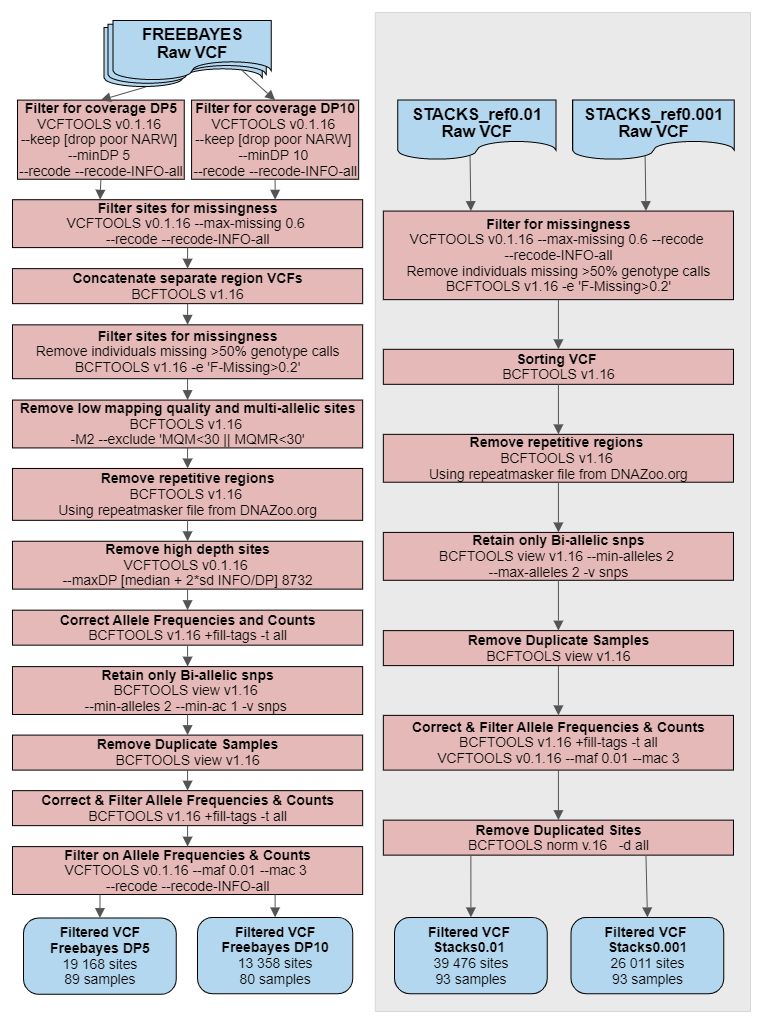 FREEBAYES
Raw VCF
Filter for coverage DP5
VCFTOOLS v0.1.16
--keep [drop poor NARW]
--minDP 5
--recode --recode-INFO-all
Filter for coverage DP10
VCFTOOLS v0.1.16
--keep [drop poor NARW]
--minDP 10
--recode --recode-INFO-all
Filter sites for missingness
VCFTOOLS v0.1.16 --max-missing 0.6
--recode --recode-INFO-all
Concatenate separate region VCFs
BCFTOOLS v1.16
Filter sites for missingness
Remove individuals missing >50% genotype calls
BCFTOOLS v1.16 -e 'F-Missing>0.2'
Remove low mapping quality and multi-allelic sites
BCFTOOLS v1.16
-M2 --exclude 'MQM<30 || MQMR<30'
Remove repetitive regions
BCFTOOLS v1.16
Using repeatmasker file from DNAZoo.org
Remove high depth sites
VCFTOOLS v0.1.16
--maxDP [median + 2*sd INFO/DP] 8732
Correct Allele Frequencies and Counts
BCFTOOLS v1.16 +fill-tags -t all
Retain only Bi-allelic snps
BCFTOOLS view v1.16
--min-alleles 2 --min-ac 1 -v snps
Remove Duplicate Samples
BCFTOOLS view v1.16
Correct & Filter Allele Frequencies & Counts
BCFTOOLS v1.16 +fill-tags -t all
Filter on Allele Frequencies & Counts
VCFTOOLS v0.1.16 --maf 0.01 --mac 3
--recode --recode-INFO-all
Filtered VCF
Freebayes DP5
19 168 sites
89 samples
Filtered VCF
Freebayes DP10
13 358 sites
80 samples
STACKS_ref0.01
Raw VCF
STACKS_ref0.001
Raw VCF
Filter for missingness
VCFTOOLS v0.1.16 --max-missing 0.6 --recode
--recode-INFO-all
Remove individuals missing >50% genotype calls
BCFTOOLS v1.16 -e 'F-Missing>0.2'
Sorting VCF
BCFTOOLS v1.16
Remove repetitive regions
BCFTOOLS v1.16
Using repeatmasker file from DNAZoo.org
Retain only Bi-allelic snps
BCFTOOLS view v1.16 --min-alleles 2
--max-alleles 2 -v snps
Remove Duplicate Samples
BCFTOOLS view v1.16
Correct & Filter Allele Frequencies & Counts
BCFTOOLS v1.16 +fill-tags -t all
VCFTOOLS v0.1.16 --maf 0.01 --mac 3
Remove Duplicated Sites
BCFTOOLS norm v.16 -d all
Filtered VCF
Stacks0.01
39 476 sites
93 samples
Filtered VCF
Stacks0.001
26 011 sites
93 samples